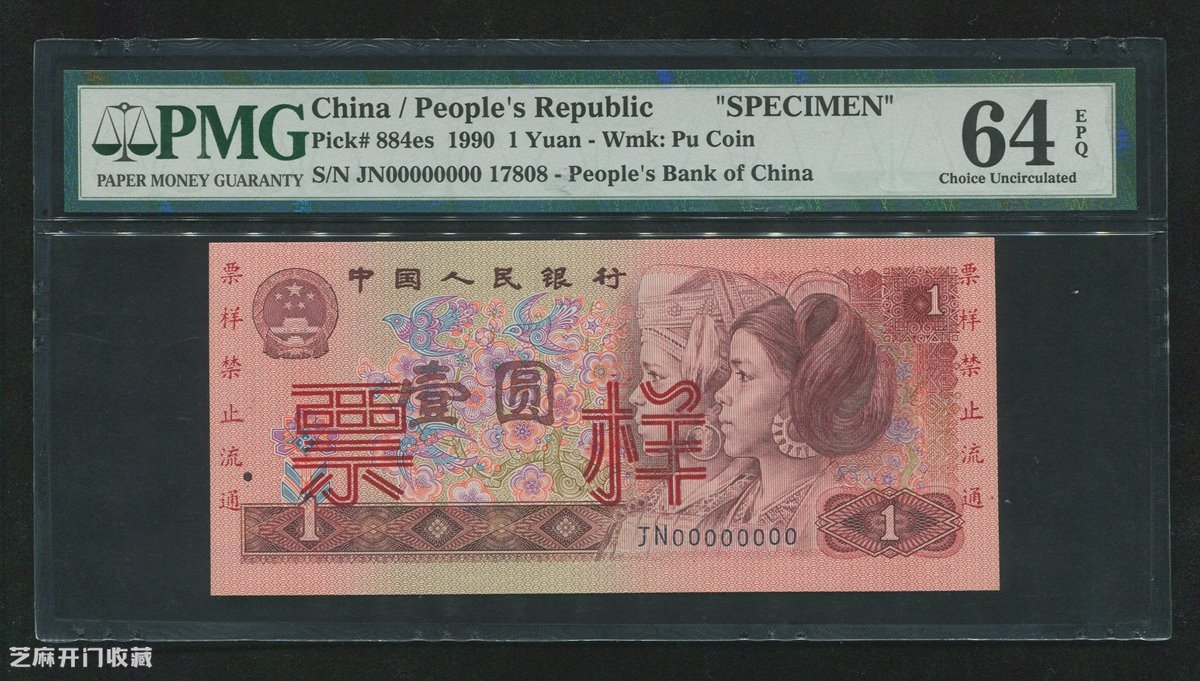 PMG
PAPER MONEY GUARANTY
China / People's Republic "SPECIMEN"
Pick# 884es 1990 1 Yuan - Wmk: Pu Coin
S/N JN00000000 17808 - People's Bank of China
64
EPQ
Choice Uncirculated
中国人民银行
票样禁止流通
1
票样禁止流通
壹圆
票样
1
JN00000000
1
芝麻开门收藏